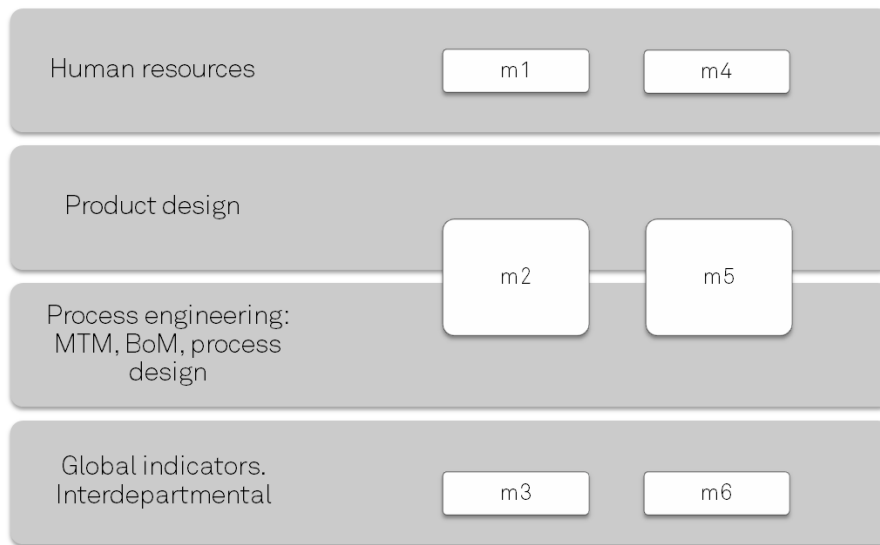 Human resources
m1
m4
Product design
m2
m5
Process engineering:
MTM, BoM, process
design
Global indicators.
Interdepartmental
m3
m6